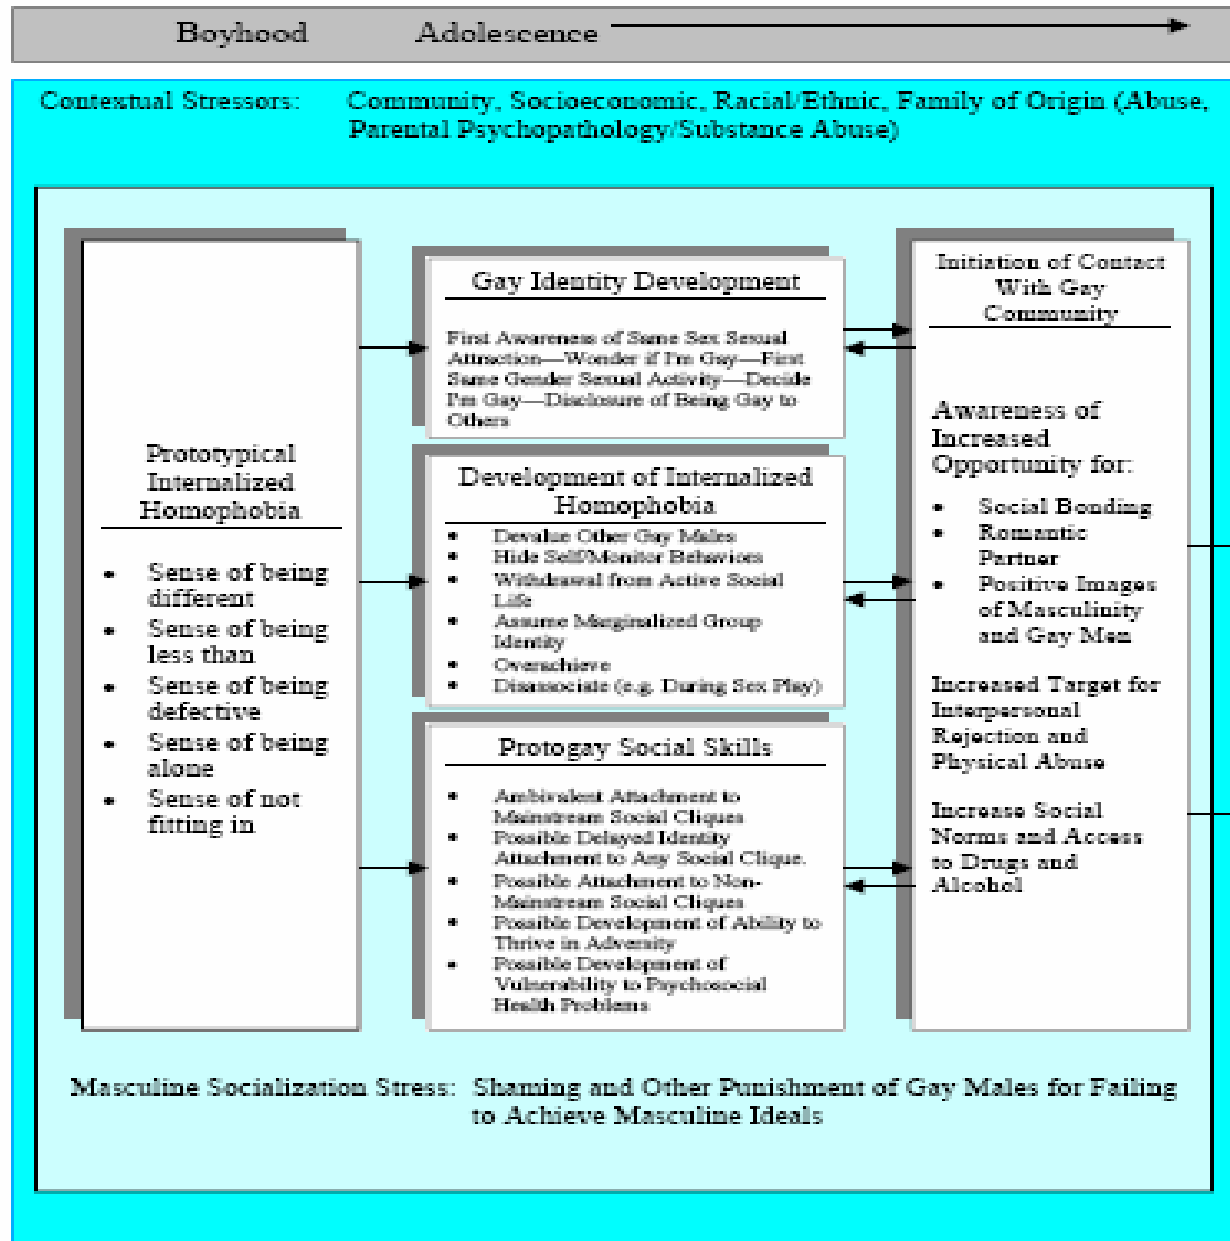 Boyhood Adolescence
Contextual Stressors: Community, Socioeconomic, Racial/Ethnic, Family of Origin (Abuse,
Parental Psychopathology/Substance Abuse)
Prototypical
Internalized
Homophobia
• Sense of being
different
• Sense of being
less than
• Sense of being
defective
• Sense of being
alone
• Sense of not
fitting in
Gay Identity Development
First Awareness of Same Sex Sexual
Attraction—Wonder if I'm Gay—First
Same Gender Sexual Activity—Decide
I'm Gay—Disclosure of Being Gay to
Others
Development of Internalized
Homophobia
• Devalue Other Gay Males
• Hide Self/Monitor Behaviors
• Withdrawal from Active Social
Life
• Assume Marginalized Group
Identity
• Overachieve
• Disassociate (e.g. During Sex Play)
Protogay Social Skills
• Ambivalent Attachment to
Mainstream Social Cliques
• Possible Delayed Identity
Attachment to Any Social Clique.
• Possible Attachment to Non-
Mainstream Social Cliques
• Possible Development of Ability to
Thrive in Adversity
• Possible Development of
Vulnerability to Psychosocial
Health Problems
Initiation of Contact
With Gay
Community
Awareness of
Increased
Opportunity for:
• Social Bonding
• Romantic
Partner
• Positive Images
of Masculinity
and Gay Men
Increased Target for
Interpersonal
Rejection and
Physical Abuse
Increase Social
Norms and Access
to Drugs and
Alcohol
Masculine Socialization Stress: Shaming and Other Punishment of Gay Males for Failing
to Achieve Masculine Ideals